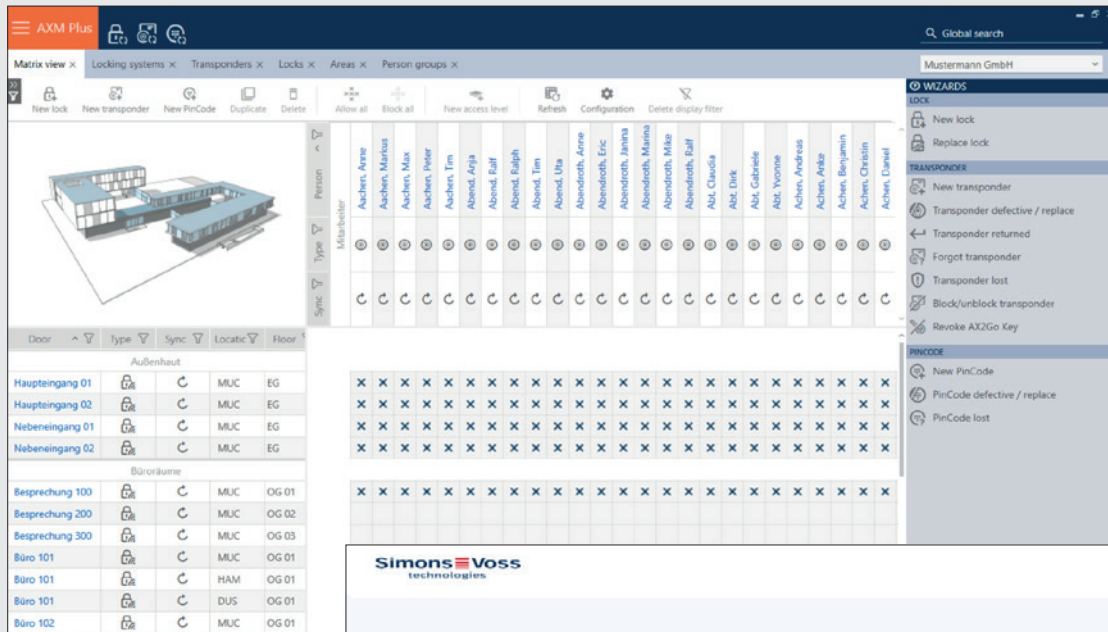 AXM Plus
Global search
Matrix view × Locking systems × Transponders × Locks × Areas × Person groups ×
Mustermann GmbH
New lock New transponder New PinCode Duplicate Delete Allow all Block all New access level Refresh Configuration Delete display filter
Person
Type
Sync
Mitarbeiter
Aachen, Anne
Aachen, Markus
Aachen, Max
Aachen, Peter
Aachen, Tim
Abend, Anja
Abend, Ralf
Abend, Ralph
Abend, Tim
Abend, Uta
Abendroth, Anne
Abendroth, Eric
Abendroth, Janina
Abendroth, Marina
Abendroth, Mike
Abendroth, Ralf
Abt, Claudia
Abt, Dirk
Abt, Gabriele
Abt, Yvonne
Achen, Andreas
Achen, Anke
Achen, Benjamin
Achen, Christin
Achen, Daniel
Door Type Sync Locatic Floor
Außenhaut
Haupteingang 01 MUC EG × × × × × × × × × × × × × × × × × × × × × × × × ×
Haupteingang 02 MUC EG × × × × × × × × × × × × × × × × × × × × × × × × ×
Nebeneingang 01 MUC EG × × × × × × × × × × × × × × × × × × × × × × × × ×
Nebeneingang 02 MUC EG × × × × × × × × × × × × × × × × × × × × × × × × ×
Büroräume
Besprechung 100 MUC OG 01 × × × × × × × × × × × × × × × × × × × × × × × × ×
Besprechung 200 MUC OG 02
Besprechung 300 MUC OG 03
Büro 101 MUC OG 01
Büro 101 HAM OG 01
Büro 101 DUS OG 01
Büro 102 MUC OG 01
WIZARDS
LOCK
New lock
Replace lock
TRANSPONDER
New transponder
Transponder defective / replace
Transponder returned
Forgot transponder
Transponder lost
Block/unblock transponder
Revoke AX2Go Key
PINCODE
New PinCode
PinCode defective / replace
PinCode lost
Simons Voss
technologies